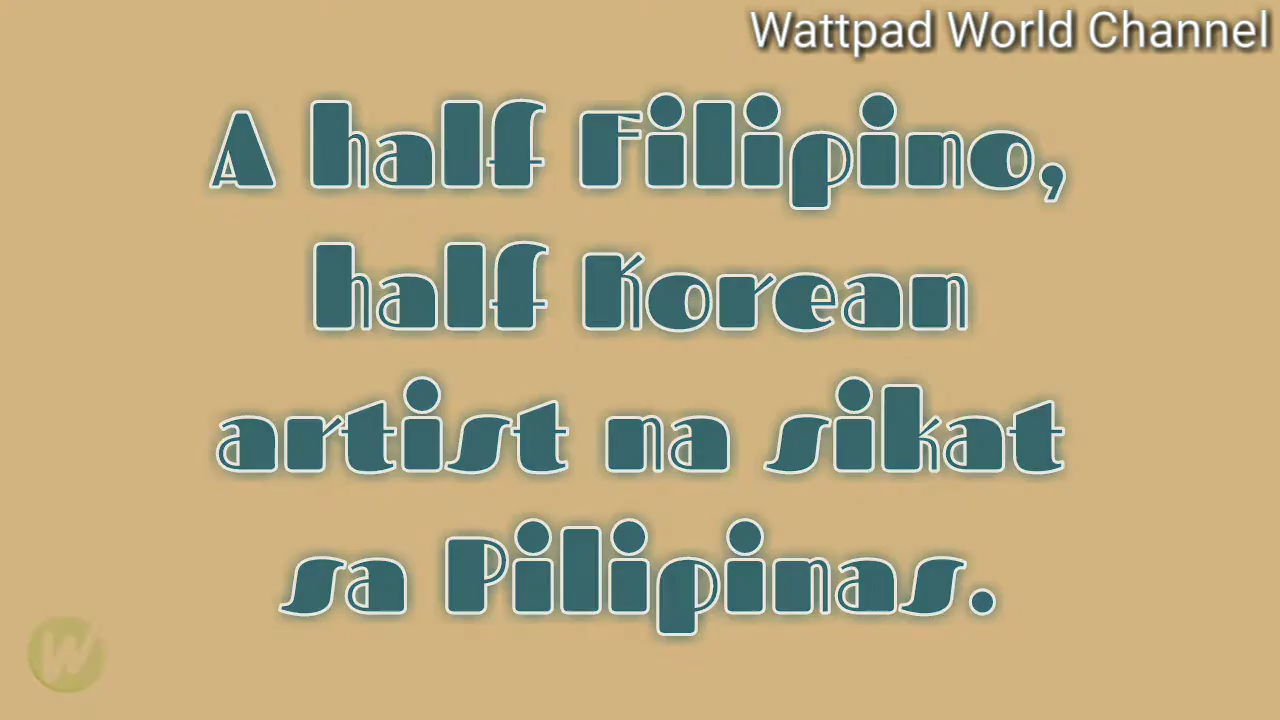 Wattpad World Channel
A half Filipino,
half Korean
artist na sikat
sa Pilipinas.
W